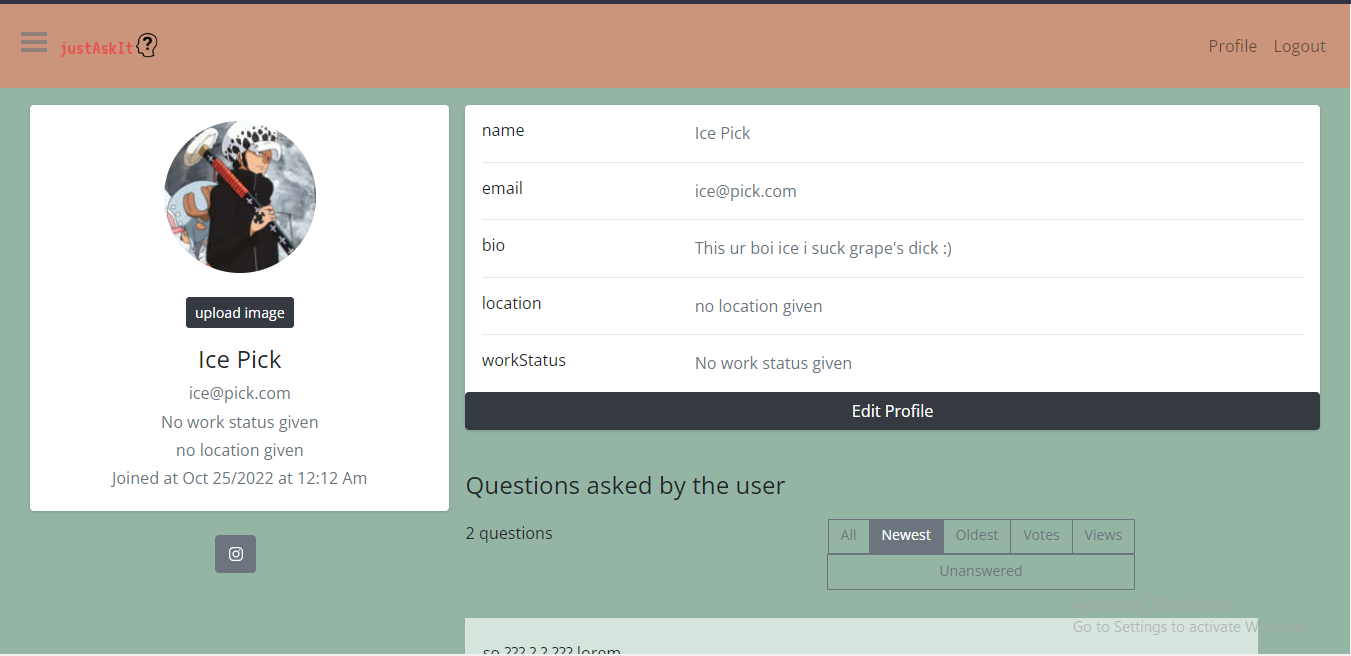 justAskIt ?
Profile Logout
upload image
Ice Pick
ice@pick.com
No work status given
no location given
Joined at Oct 25/2022 at 12:12 Am
name Ice Pick
email ice@pick.com
bio This ur boi ice i suck grape's dick :)
location no location given
workStatus No work status given
Edit Profile
Questions asked by the user
2 questions
All Newest Oldest Votes Views
Unanswered
Go to Settings to activate
so ??? ? ? ??? lorem